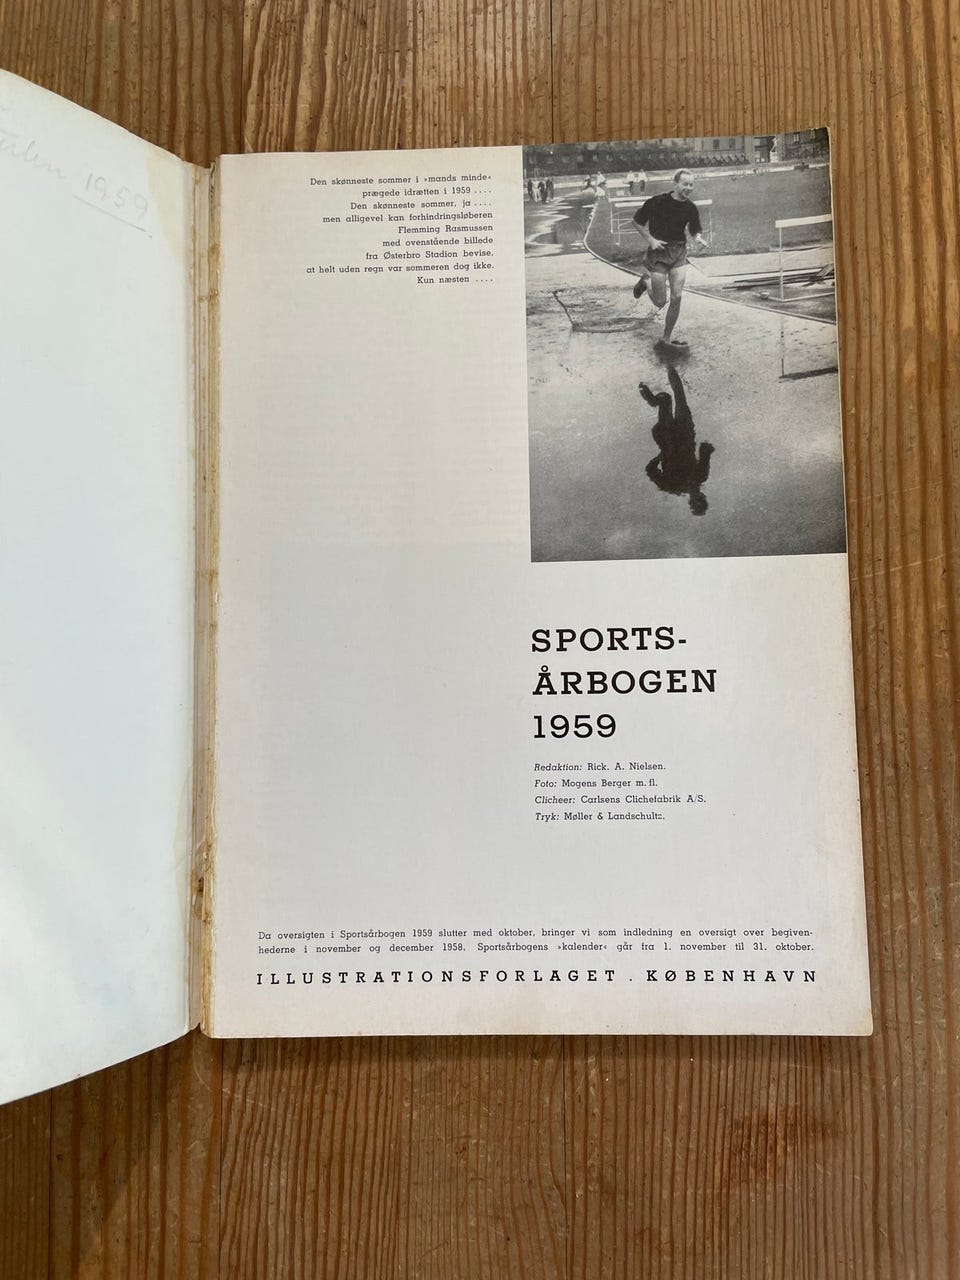 1959
Den skønneste sommer i »mands minde«
prægede idrætten i 1959 ....
Den skønneste sommer, ja ....
men alligevel kan forhindringsløberen
Flemming Rasmussen
med ovenstående billede
fra Østerbro Stadion bevise,
at helt uden regn var sommeren dog ikke.
Kun næsten ....
SPORTS-
ÅRBOGEN
1959
Redaktion: Rick. A. Nielsen.
Foto: Mogens Berger m. fl.
Clicheer: Carlsens Clichefabrik A/S.
Tryk: Møller & Landschultz.
Da oversigten i Sportsårbogen 1959 slutter med oktober, bringer vi som indledning en oversigt over begiven-
hederne i november og december 1958. Sportsårbogens »kalender« går fra 1. november til 31. oktober.
ILLUSTRATIONSFORLAGET . KØBENHAVN